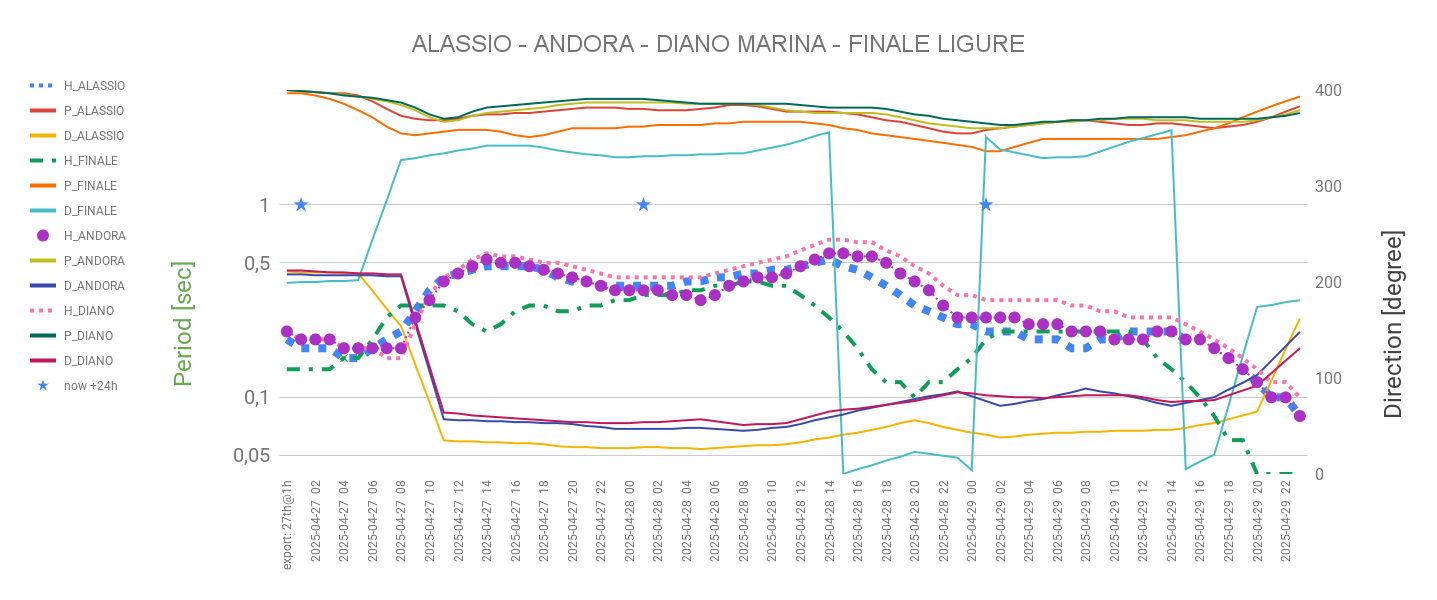 ALASSIO - ANDORA - DIANO MARINA - FINALE LIGURE
H_ALASSIO
P_ALASSIO
D_ALASSIO
H_FINALE
P_FINALE
D_FINALE
H_ANDORA
P_ANDORA
D_ANDORA
H_DIANO
P_DIANO
D_DIANO
now +24h
Period [sec]
1
0,5
0,1
0,05
400
300
200
100
0
Direction [degree]
export: 27th@1h
2025-04-27 02
2025-04-27 04
2025-04-27 06
2025-04-27 08
2025-04-27 10
2025-04-27 12
2025-04-27 14
2025-04-27 16
2025-04-27 18
2025-04-27 20
2025-04-27 22
2025-04-28 00
2025-04-28 02
2025-04-28 04
2025-04-28 06
2025-04-28 08
2025-04-28 10
2025-04-28 12
2025-04-28 14
2025-04-28 16
2025-04-28 18
2025-04-28 20
2025-04-28 22
2025-04-29 00
2025-04-29 02
2025-04-29 04
2025-04-29 06
2025-04-29 08
2025-04-29 10
2025-04-29 12
2025-04-29 14
2025-04-29 16
2025-04-29 18
2025-04-29 20
2025-04-29 22